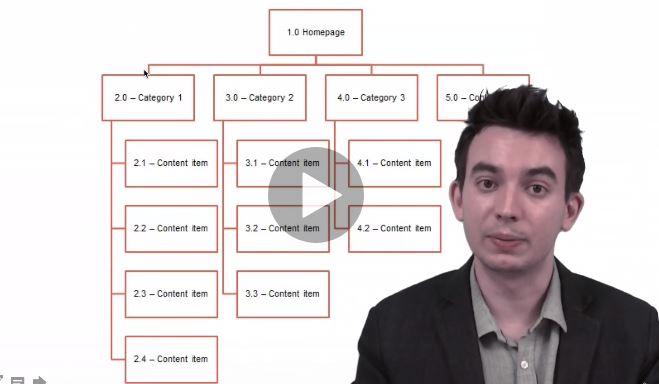 1.0 Homepage
2.0 – Category 1
3.0 – Category 2
4.0 – Category 3
5.0 –
2.1 – Content item
3.1 – Content item
4.1 – Content item
2.2 – Content item
3.2 – Content item
4.2 – Content item
2.3 – Content item
3.3 – Content item
2.4 – Content item